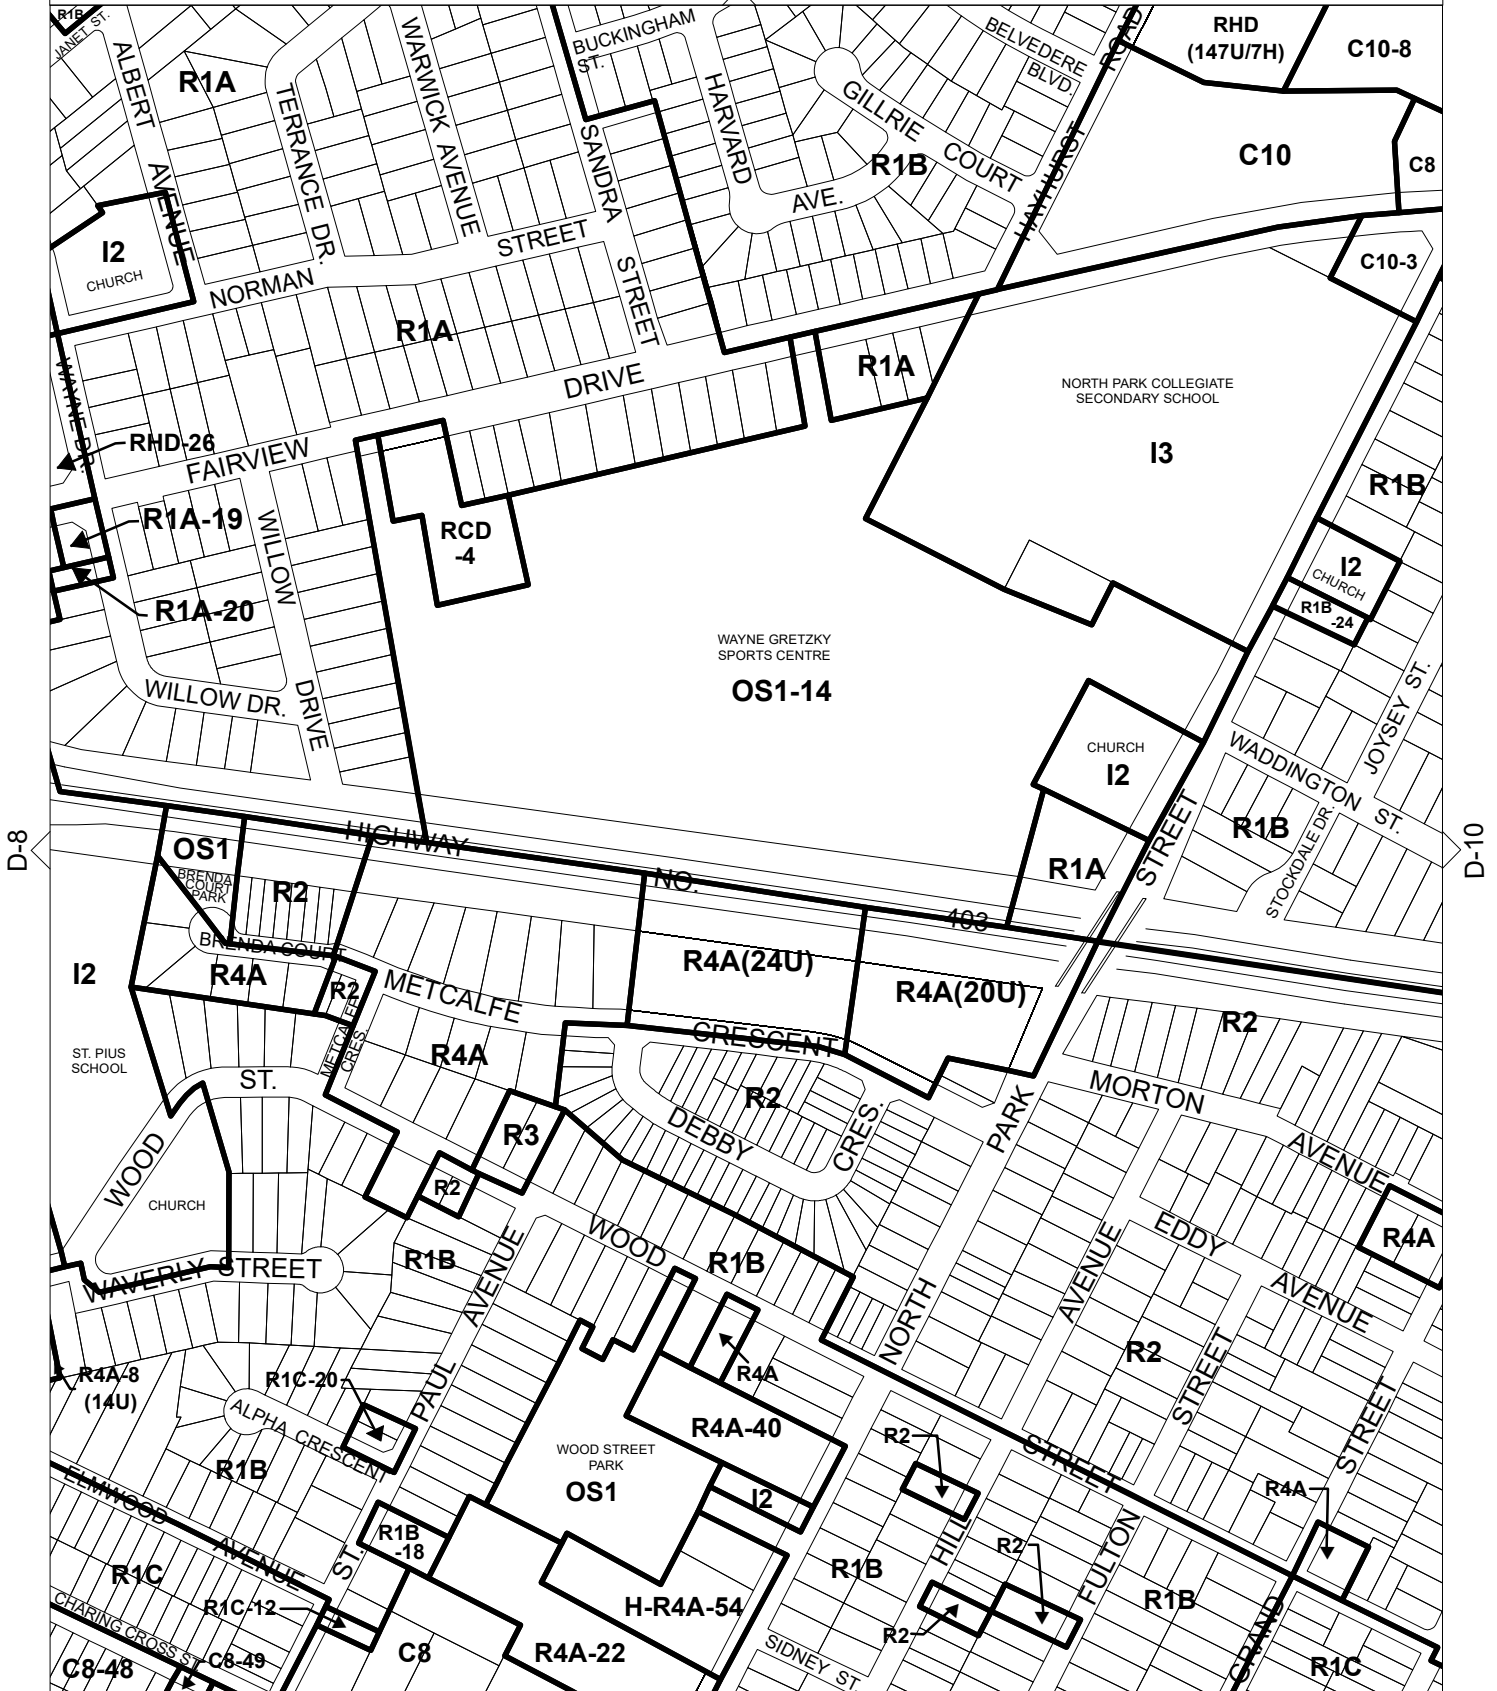 R1B
JANET ST.
ALBERT
AVENUE
R1A
TERRANCE DR.
WARWICK AVENUE
BUCKINGHAM
ST.
SANDRA
STREET
HARVARD
AVE.
GILLRIE
COURT
R1B
BELVEDERE
BLVD.
HAYHURST
ROAD
RHD
(147U/7H)
C10-8
C10
C8
C10-3
I2
CHURCH
NORMAN
STREET
R1A
WAYNE DR.
RHD-26
FAIRVIEW
DRIVE
R1A
NORTH PARK COLLEGIATE
SECONDARY SCHOOL
I3
R1B
R1A-19
R1A-20
WILLOW
DRIVE
WILLOW DR.
RCD
-4
I2
CHURCH
R1B
-24
WAYNE GRETZKY
SPORTS CENTRE
OS1-14
JOYSEY ST.
WADDINGTON
ST.
CHURCH
I2
R1B
STOCKDALE DR.
STREET
R1A
D-8
D-10
HIGHWAY
NO.
403
OS1
BRENDA
COURT
PARK
R2
BRENDA COURT
R4A
R2
I2
METCALFE
CRES.
METCALFE
CRESCENT
R4A(24U)
R4A(20U)
R2
ST. PIUS
SCHOOL
ST.
WOOD
R4A
R2
DEBBY
CRES.
R3
R2
PARK
MORTON
AVENUE
CHURCH
WAVERLY STREET
R1B
AVENUE
WOOD
R1B
NORTH
AVENUE
EDDY
AVENUE
R4A
R2
STREET
STREET
R4A-8
(14U)
R1C-20
PAUL
R4A
ALPHA CRESCENT
R1B
R4A-40
WOOD STREET
PARK
OS1
I2
R2
STREET
R4A
ELMWOOD
AVENUE
R1B
-18
ST.
R1C
R1C-12
CHARING CROSS ST.
C8-48
C8-49
C8
R4A-22
H-R4A-54
R1B
HILL
R2
R2
FULTON
R1B
SIDNEY ST.
GRAND
R1C